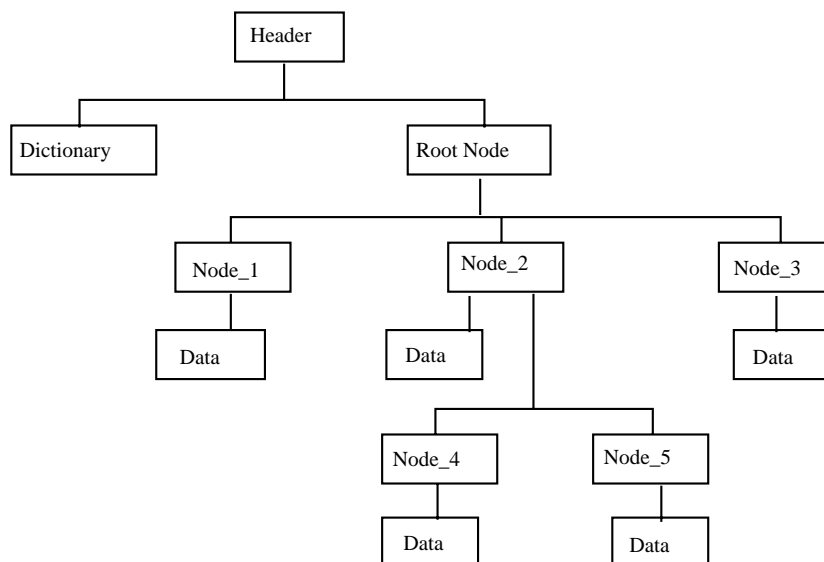 Header
Dictionary
Root Node
Node_1
Node_2
Node_3
Data
Data
Data
Node_4
Node_5
Data
Data